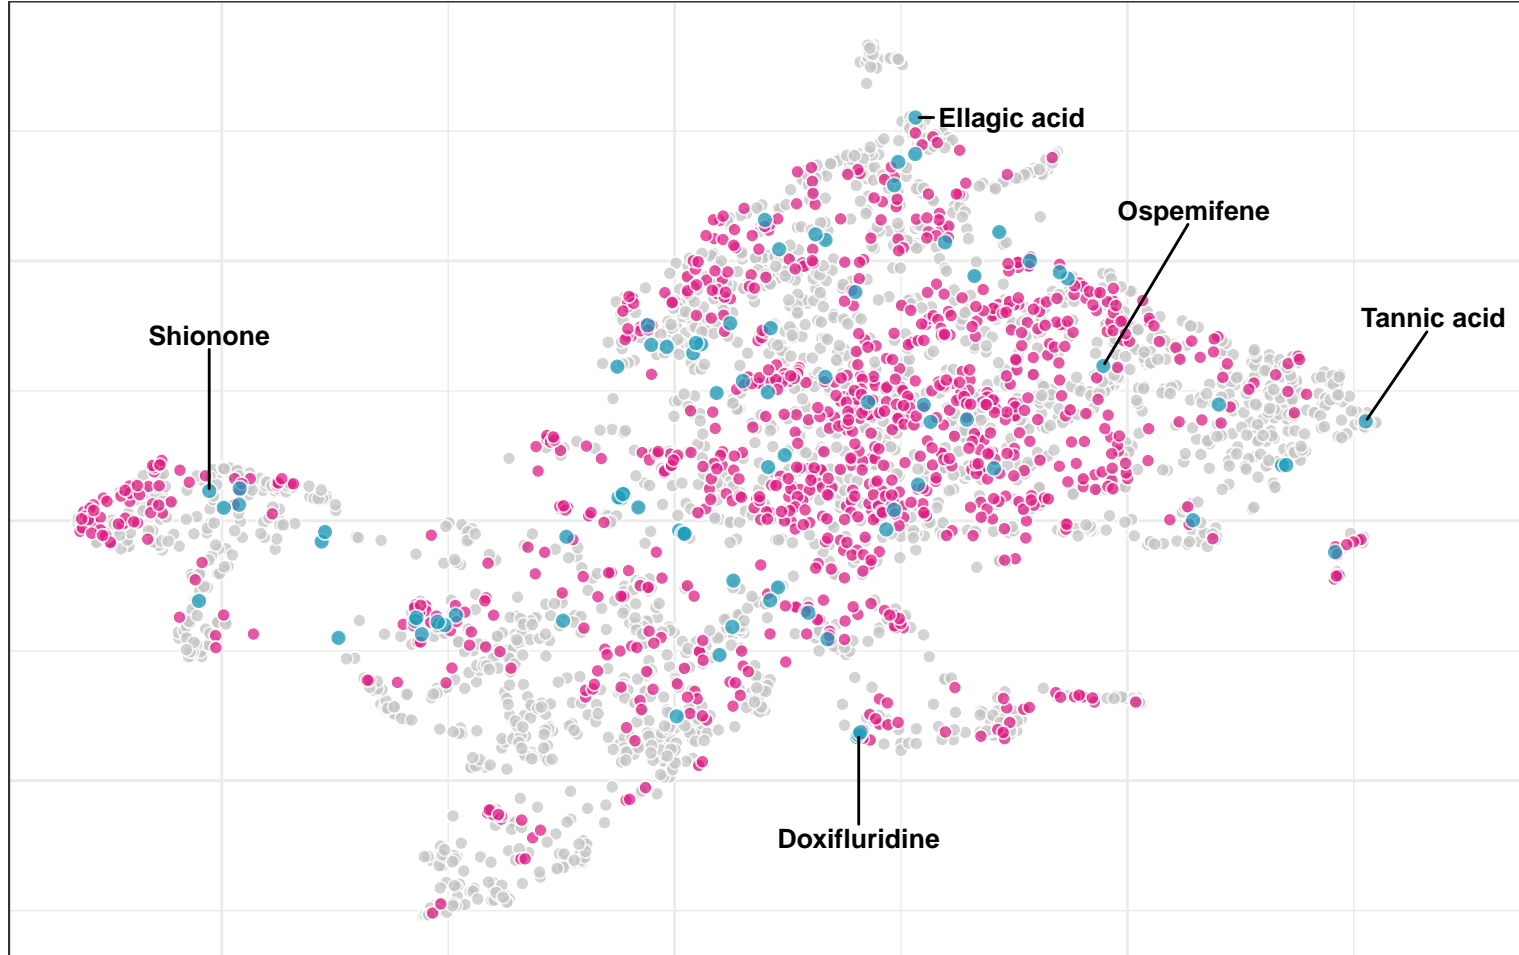 Ellagic acid
Ospemifene
Tannic acid
Shionone
Doxifluridine